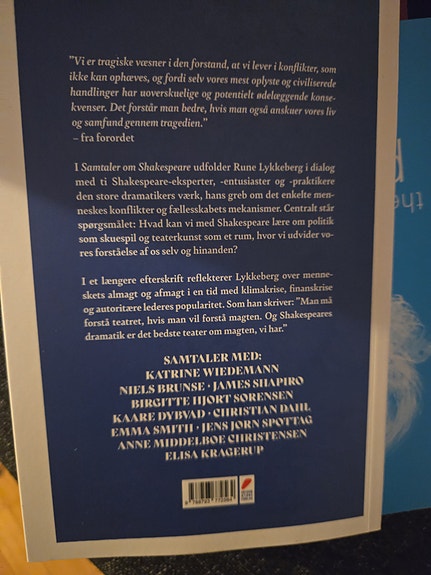 "Vi er tragiske væsner i den forstand, at vi lever i konflikter, som
ikke kan ophæves, og fordi selv vores mest oplyste og civiliserede
handlinger har uoverskuelige og potentielt ødelæggende konse-
kvenser. Det forstår man bedre, hvis man også anskuer vores liv
og samfund gennem tragedien."
– fra forordet
I Samtaler om Shakespeare udfolder Rune Lykkeberg i dialog
med ti Shakespeare-eksperter, -entusiaster og -praktikere
den store dramatikers værk, hans greb om det enkelte men-
neskes konflikter og fællesskabets mekanismer. Centralt står
spørgsmålet: Hvad kan vi med Shakespeare lære om politik
som skuespil og teaterkunst som et rum, hvor vi udvider vo-
res forståelse af os selv og hinanden?
I et længere efterskrift reflekterer Lykkeberg over menne-
skets almagt og afmagt i en tid med klimakrise, finanskrise
og autoritære lederes popularitet. Som han skriver: "Man må
forstå teatret, hvis man vil forstå magten. Og Shakespeares
dramatik er det bedste teater om magten, vi har."
SAMTALER MED:
KATRINE WIEDEMANN
NIELS BRUNSE · JAMES SHAPIRO
BIRGITTE HJORT SØRENSEN
KAARE DYBVAD · CHRISTIAN DAHL
EMMA SMITH · JENS JØRN SPOTTAG
ANNE MIDDELBOE CHRISTENSEN
ELISA KRAGERUP
the